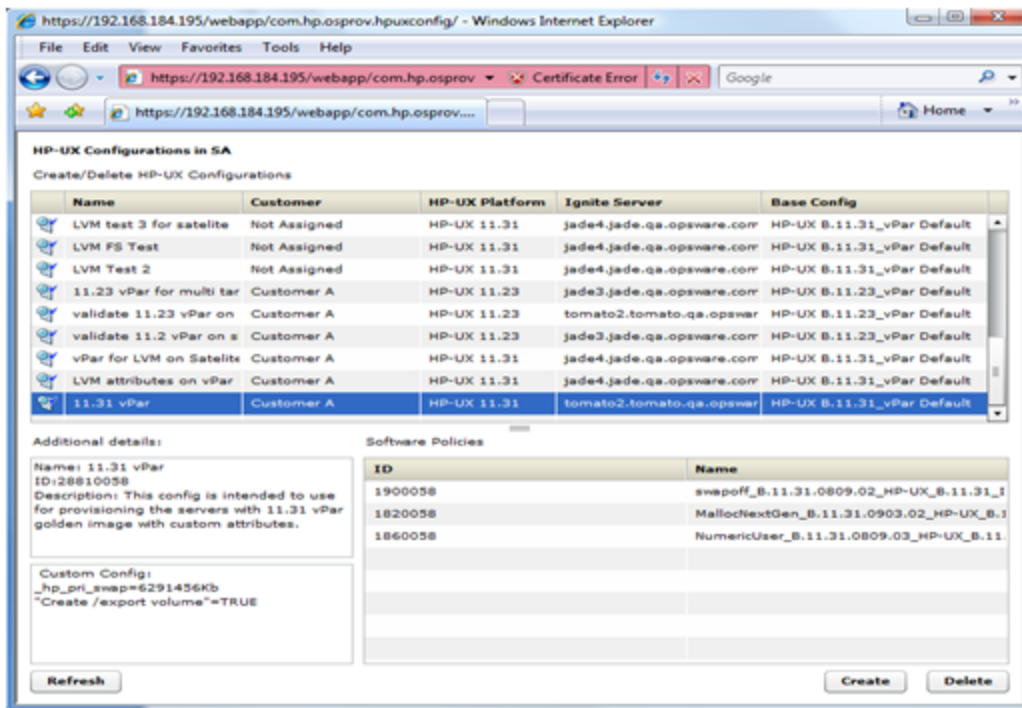 https://192.168.184.195/webapp/com.hp.osprov.hpuxconfig/ - Windows Internet Explorer
File Edit View Favorites Tools Help
https://192.168.184.195/webapp/com.hp.osprov Certificate Error Google
https://192.168.184.195/webapp/com.hp.osprov.... Home
HP-UX Configurations in SA
Create/Delete HP-UX Configurations
Name Customer HP-UX Platform Ignite Server Base Config
LVM test 3 for satelite Not Assigned HP-UX 11.31 jade4.jade.qa.opsware.com HP-UX B.11.31_vPar Default
LVM FS Test Not Assigned HP-UX 11.31 jade4.jade.qa.opsware.com HP-UX B.11.31_vPar Default
LVM Test 2 Not Assigned HP-UX 11.31 jade4.jade.qa.opsware.com HP-UX B.11.31_vPar Default
11.23 vPar for multi tar Customer A HP-UX 11.23 jade3.jade.qa.opsware.com HP-UX B.11.23_vPar Default
validate 11.23 vPar on Customer A HP-UX 11.23 tomato2.tomato.qa.opswar HP-UX B.11.23_vPar Default
validate 11.2 vPar on s Customer A HP-UX 11.23 jade3.jade.qa.opsware.com HP-UX B.11.23_vPar Default
vPar for LVM on Satelite Customer A HP-UX 11.31 jade4.jade.qa.opsware.com HP-UX B.11.31_vPar Default
LVM attributes on vPar Customer A HP-UX 11.31 jade4.jade.qa.opsware.com HP-UX B.11.31_vPar Default
11.31 vPar Customer A HP-UX 11.31 tomato2.tomato.qa.opswar HP-UX B.11.31_vPar Default
Additional details:
Name: 11.31 vPar
ID:28810058
Description: This config is intended to use
for provisioning the servers with 11.31 vPar
golden image with custom attributes.
Custom Config:
_hp_pri_swap=6291456Kb
"Create /export volume"=TRUE
Software Policies
ID Name
1900058 swapoff_B.11.31.0809.02_HP-UX_B.11.31_I
1820058 MallocNextGen_B.11.31.0903.02_HP-UX_B.1
1860058 NumericUser_B.11.31.0809.03_HP-UX_B.11.
Refresh Create Delete